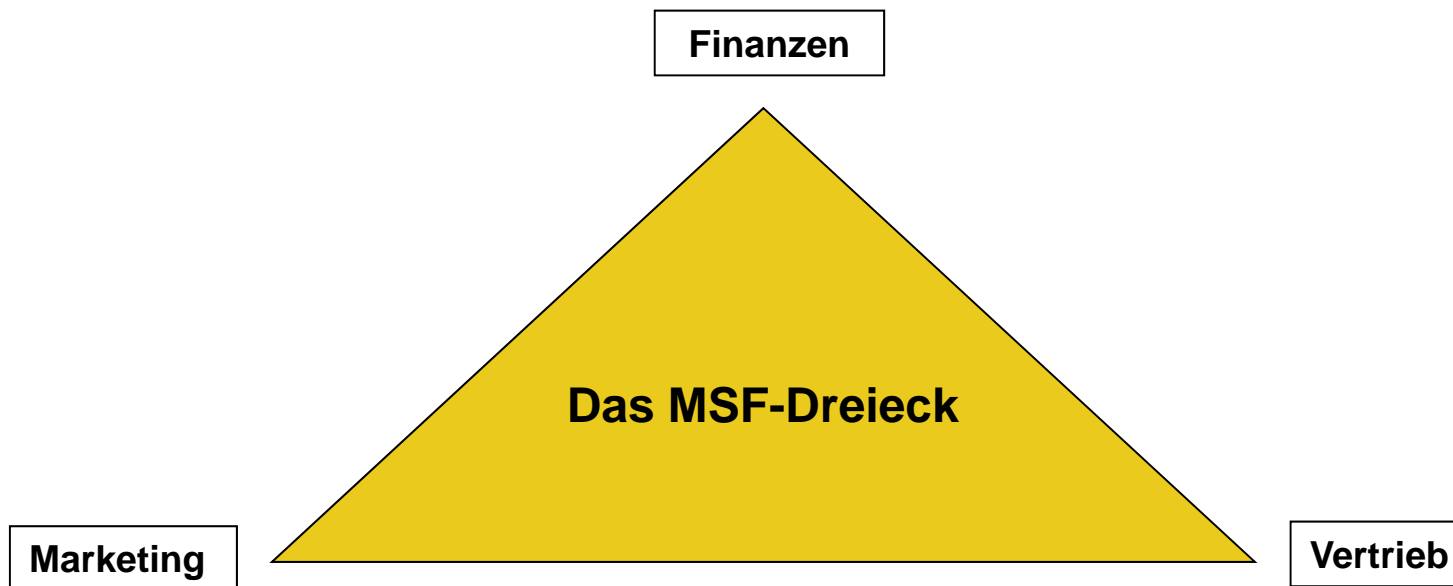 Finanzen
Das MSF-Dreieck
Marketing
Vertrieb